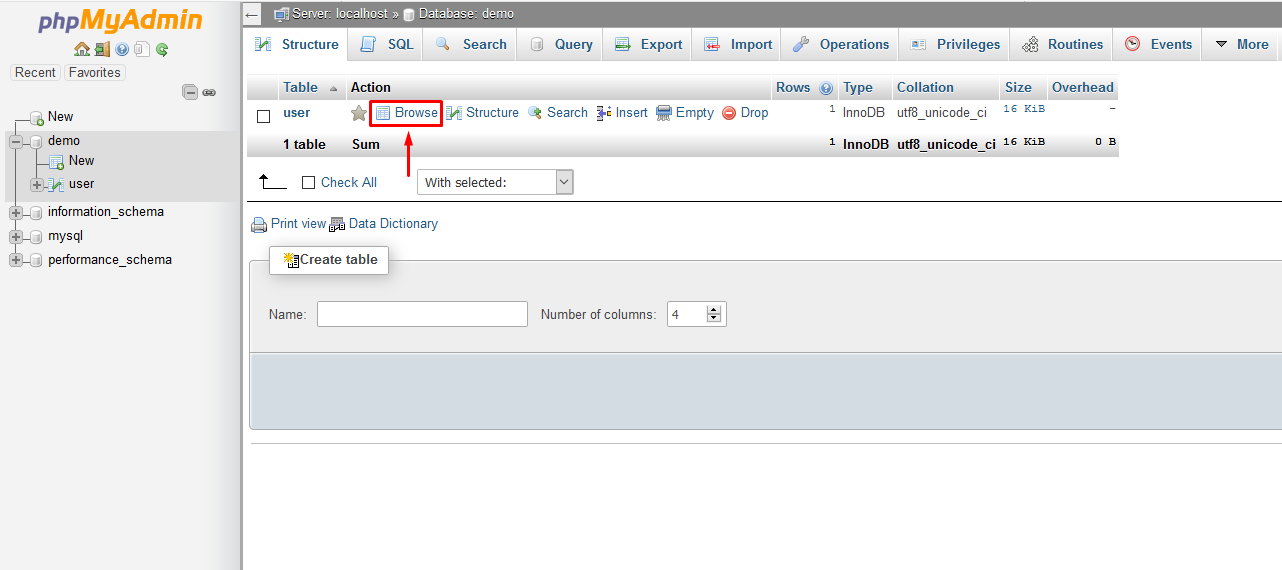 phpMyAdmin
Recent Favorites
New
demo
New
user
information_schema
mysql
performance_schema
Server: localhost » Database: demo
Structure SQL Search Query Export Import Operations Privileges Routines Events More
Table Action Rows Type Collation Size Overhead
user Browse Structure Search Insert Empty Drop 1 InnoDB utf8_unicode_ci 16 KiB -
1 table Sum 1 InnoDB utf8_unicode_ci 16 KiB 0 B
Check All With selected:
Print view Data Dictionary
Create table
Name: Number of columns: 4